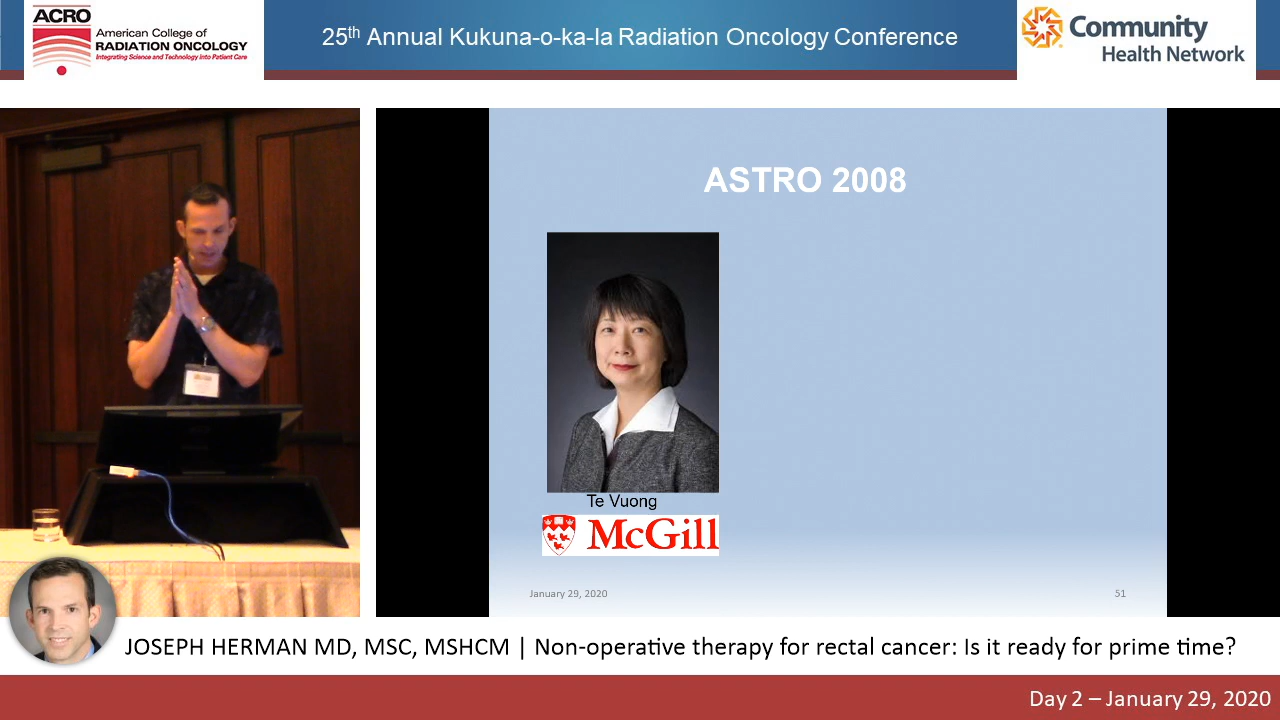 ACRO
American College of
RADIATION ONCOLOGY
Integrating Science and Technology Into Patient Care
25th Annual Kukuna-o-ka-la Radiation Oncology Conference
Community
Health Network
ASTRO 2008
Te Vuong
McGill
January 29, 2020
51
JOSEPH HERMAN MD, MSC, MSHCM | Non-operative therapy for rectal cancer: Is it ready for prime time?
Day 2 – January 29, 2020